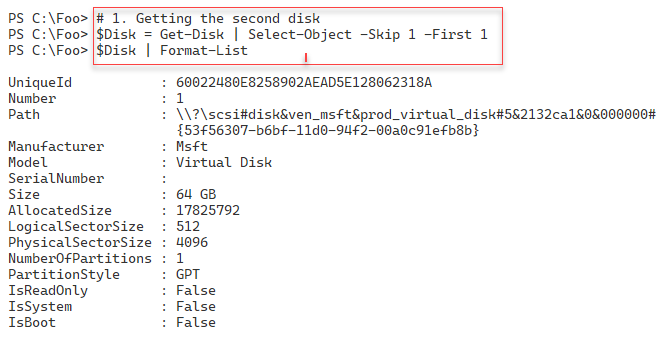 PS C:\Foo> # 1. Getting the second disk
PS C:\Foo> $Disk = Get-Disk | Select-Object -Skip 1 -First 1
PS C:\Foo> $Disk | Format-List
UniqueId : 60022480E8258902AEAD5E128062318A
Number : 1
Path : \\?\scsi#disk&ven_msft&prod_virtual_disk#5&2132ca1&0&000000#
{53f56307-b6bf-11d0-94f2-00a0c91efb8b}
Manufacturer : Msft
Model : Virtual Disk
SerialNumber :
Size : 64 GB
AllocatedSize : 17825792
LogicalSectorSize : 512
PhysicalSectorSize : 4096
NumberOfPartitions : 1
PartitionStyle : GPT
IsReadOnly : False
IsSystem : False
IsBoot : False